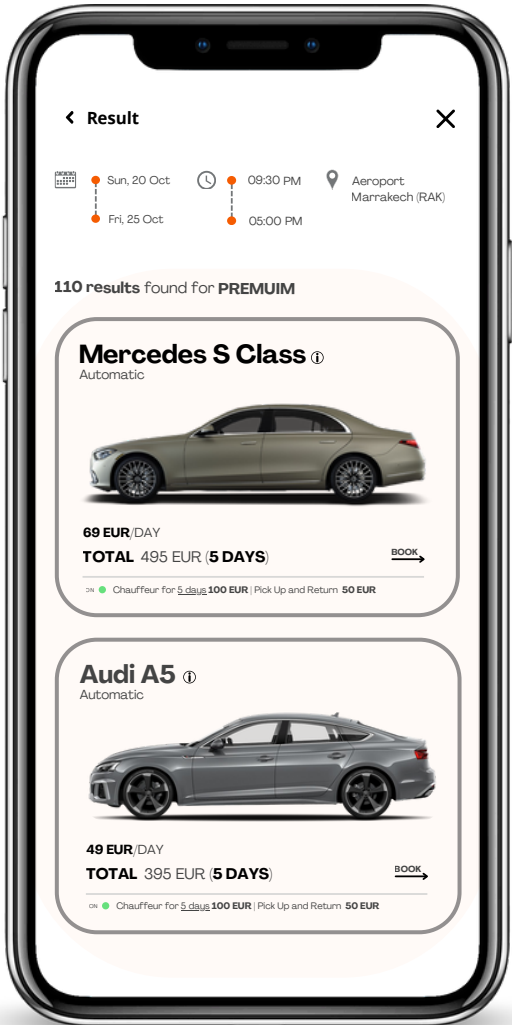 Result
Sun, 20 Oct
09:30 PM
Aeroport
Marrakech (RAK)
Fri, 25 Oct
05:00 PM
110 results found for PREMUIM
Mercedes S Class
Automatic
69 EUR/DAY
TOTAL 495 EUR (5 DAYS)
BOOK
ON Chauffeur for 5 days 100 EUR | Pick Up and Return 50 EUR
Audi A5
Automatic
49 EUR/DAY
TOTAL 395 EUR (5 DAYS)
BOOK
ON Chauffeur for 5 days 100 EUR | Pick Up and Return 50 EUR